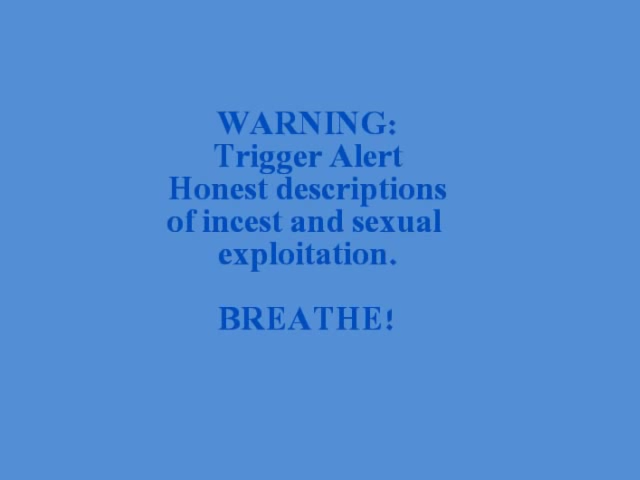 WARNING:
Trigger Alert
Honest descriptions
of incest and sexual
exploitation.
BREATHE!